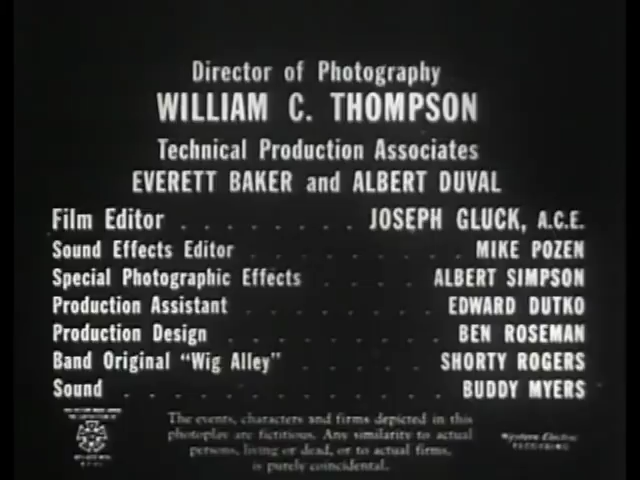 Director of Photography
WILLIAM C. THOMPSON
Technical Production Associates
EVERETT BAKER and ALBERT DUVAL
Film Editor . . . . . . . JOSEPH GLUCK, A.C.E.
Sound Effects Editor . . . . . . . . . MIKE POZEN
Special Photographic Effects . . . . ALBERT SIMPSON
Production Assistant . . . . . . . . EDWARD DUTKO
Production Design . . . . . . . . . BEN ROSEMAN
Band Original "Wig Alley" . . . . . SHORTY ROGERS
Sound . . . . . . . . . . . . . . BUDDY MYERS
The events, characters and firms depicted in this
photoplay are fictitious. Any similarity to actual
persons, living or dead, or to actual firms,
is purely coincidental.
Western Electric
RECORDING